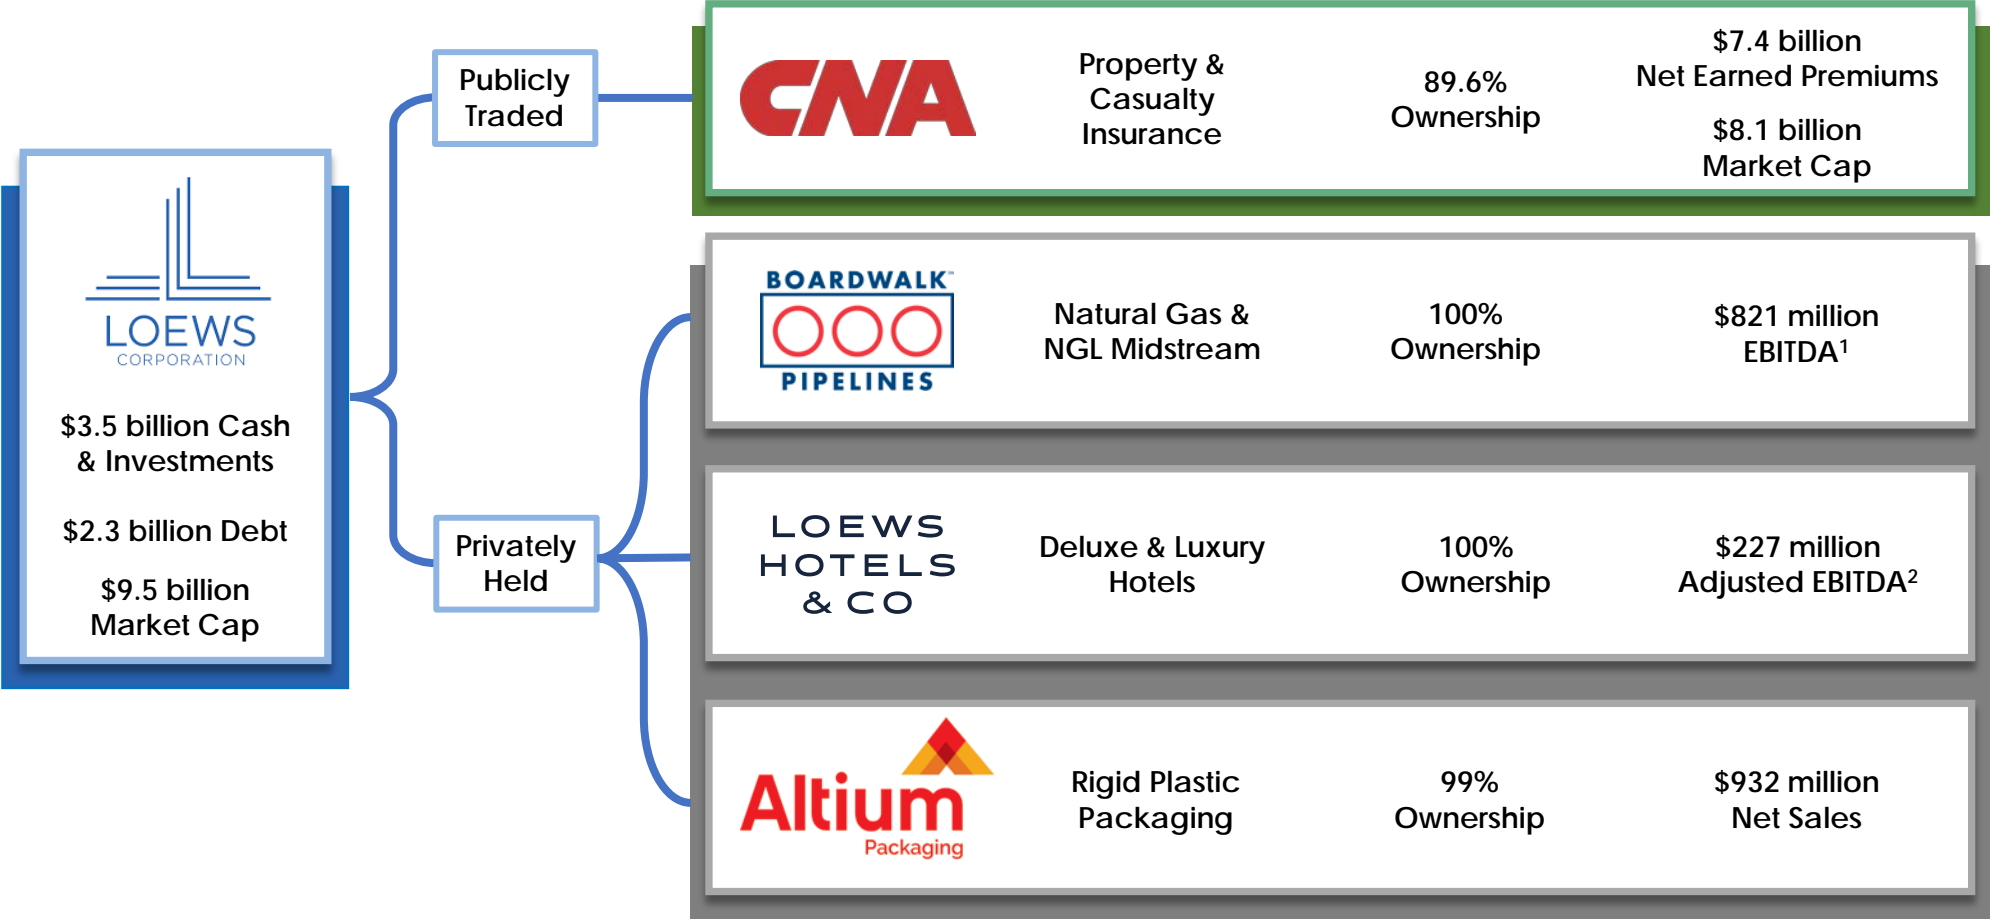 LOEWS
CORPORATION
$3.5 billion Cash
& Investments
$2.3 billion Debt
$9.5 billion
Market Cap
Publicly
Traded
CNA
Property &
Casualty
Insurance
89.6%
Ownership
$7.4 billion
Net Earned Premiums
$8.1 billion
Market Cap
Privately
Held
BOARDWALK™
PIPELINES
Natural Gas &
NGL Midstream
100%
Ownership
$821 million
EBITDA¹
LOEWS
HOTELS
& CO
Deluxe & Luxury
Hotels
100%
Ownership
$227 million
Adjusted EBITDA²
Altium
Packaging
Rigid Plastic
Packaging
99%
Ownership
$932 million
Net Sales